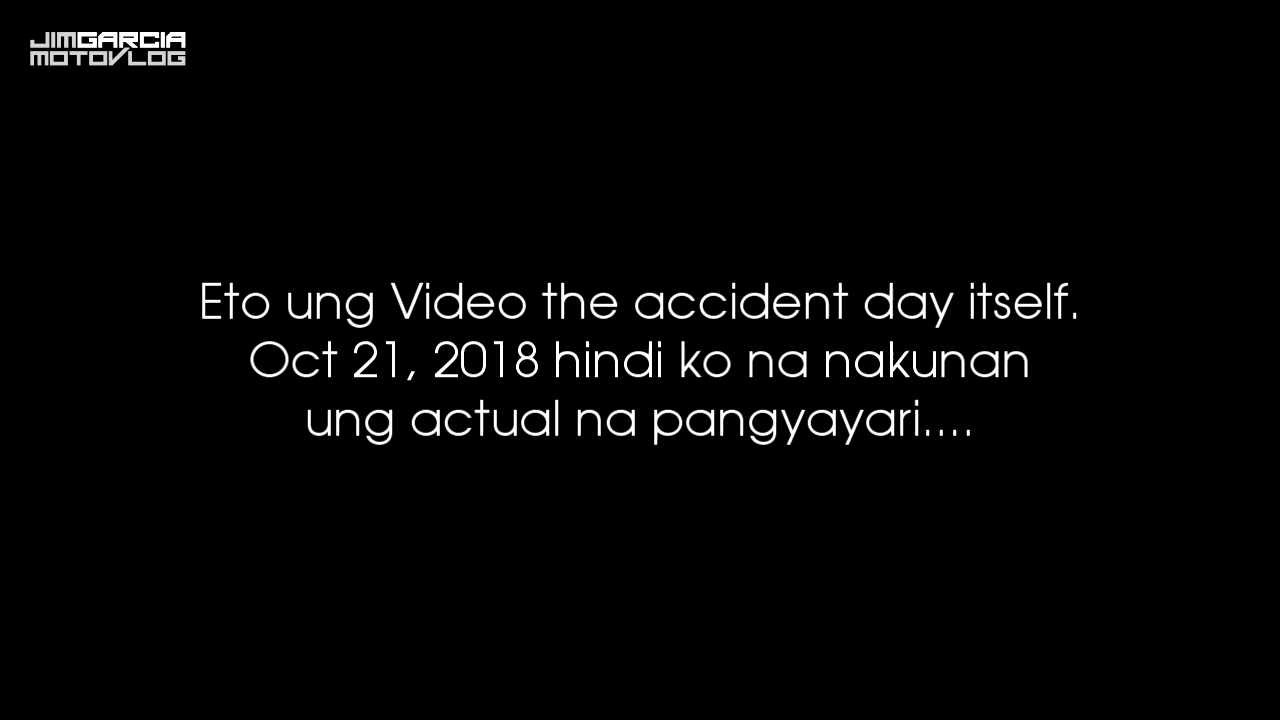 JIMGARCIA
MOTOVLOG
Eto ung Video the accident day itself.
Oct 21, 2018 hindi ko na nakunan
ung actual na pangyayari....